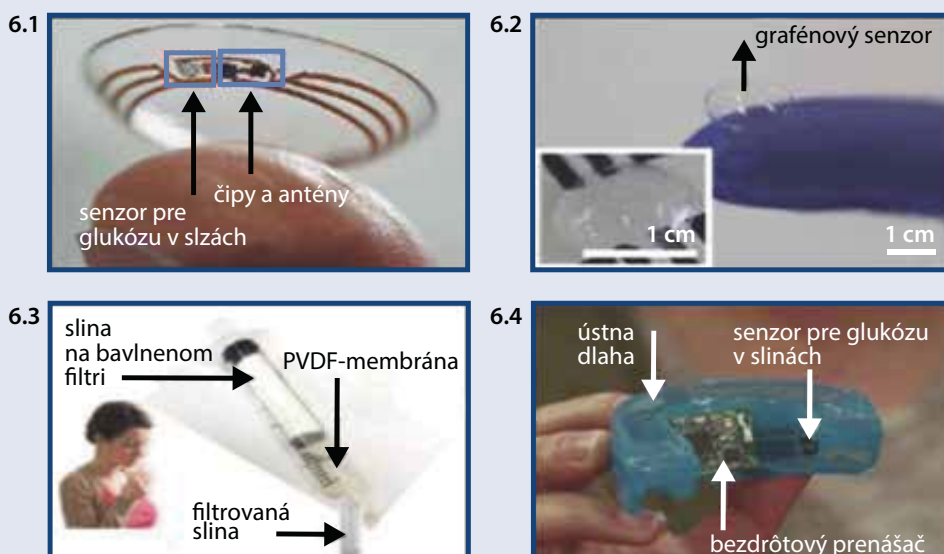 6.1
senzor pre
glukózu v slzách
čipy a antény
6.2
grafénový senzor
1 cm
1 cm
6.3
slina
na bavlnenom
filtri
PVDF-membrána
filtrovaná
slina
6.4
ústna
dlaha
senzor pre glukózu
v slinách
bezdrôtový prenášač